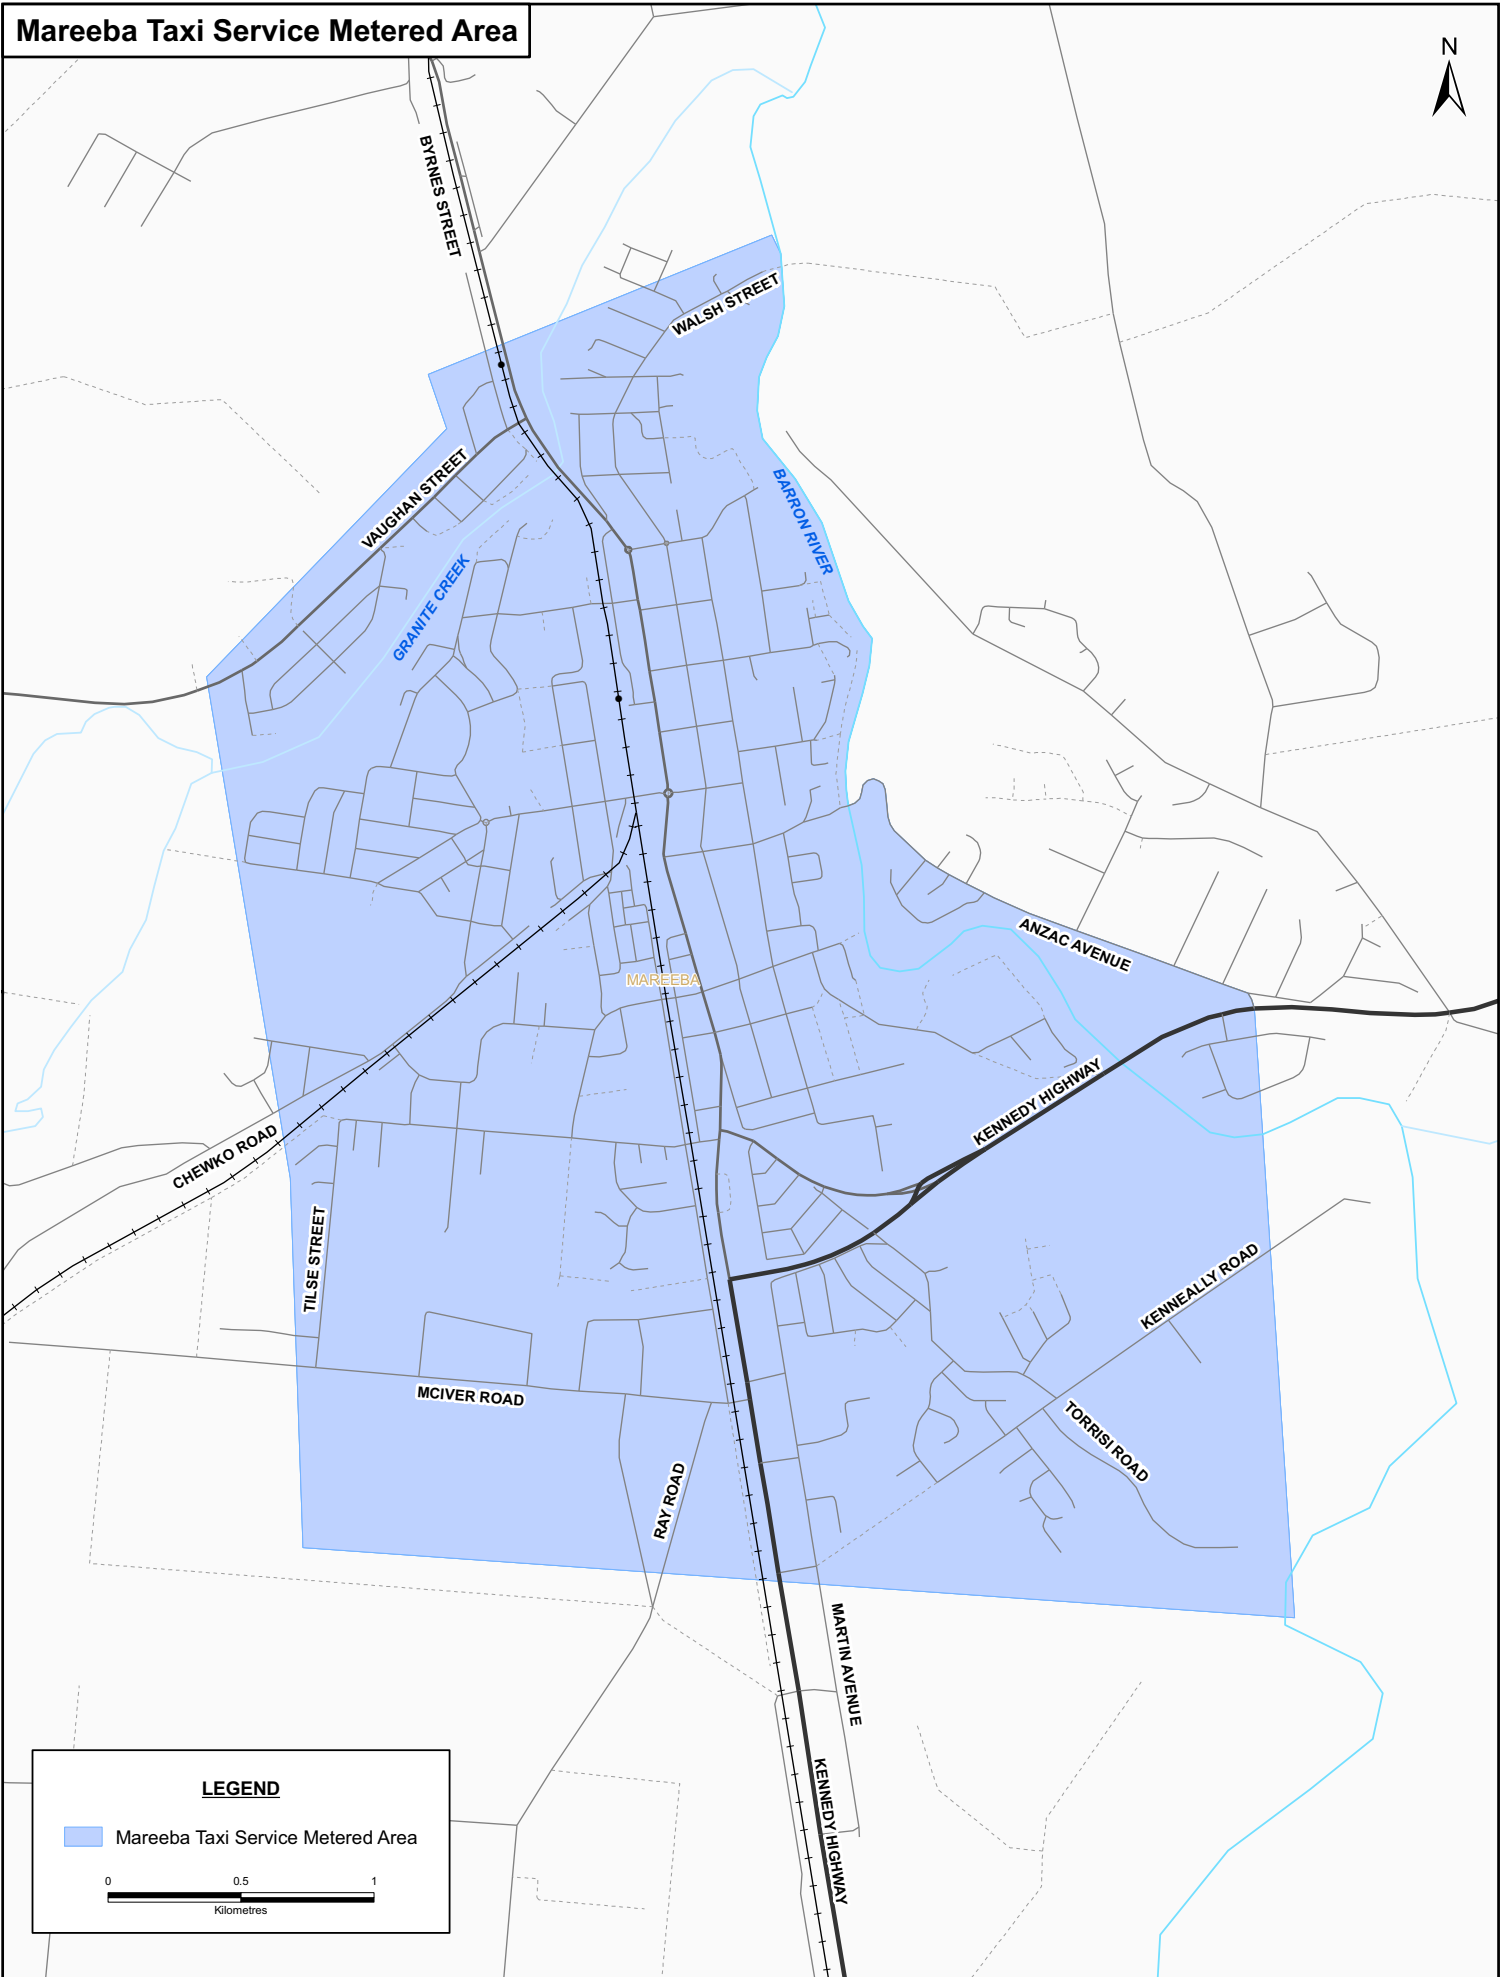 Mareeba Taxi Service Metered Area
N
BYRNES STREET
WALSH STREET
VAUGHAN STREET
BARRON RIVER
GRANITE CREEK
ANZAC AVENUE
MAREEBA
KENNEDY HIGHWAY
CHEWKO ROAD
TILSE STREET
KENNEALLY ROAD
MCIVER ROAD
TORRISI ROAD
RAY ROAD
MARTIN AVENUE
KENNEDY HIGHWAY
LEGEND
Mareeba Taxi Service Metered Area
0 0.5 1
Kilometres